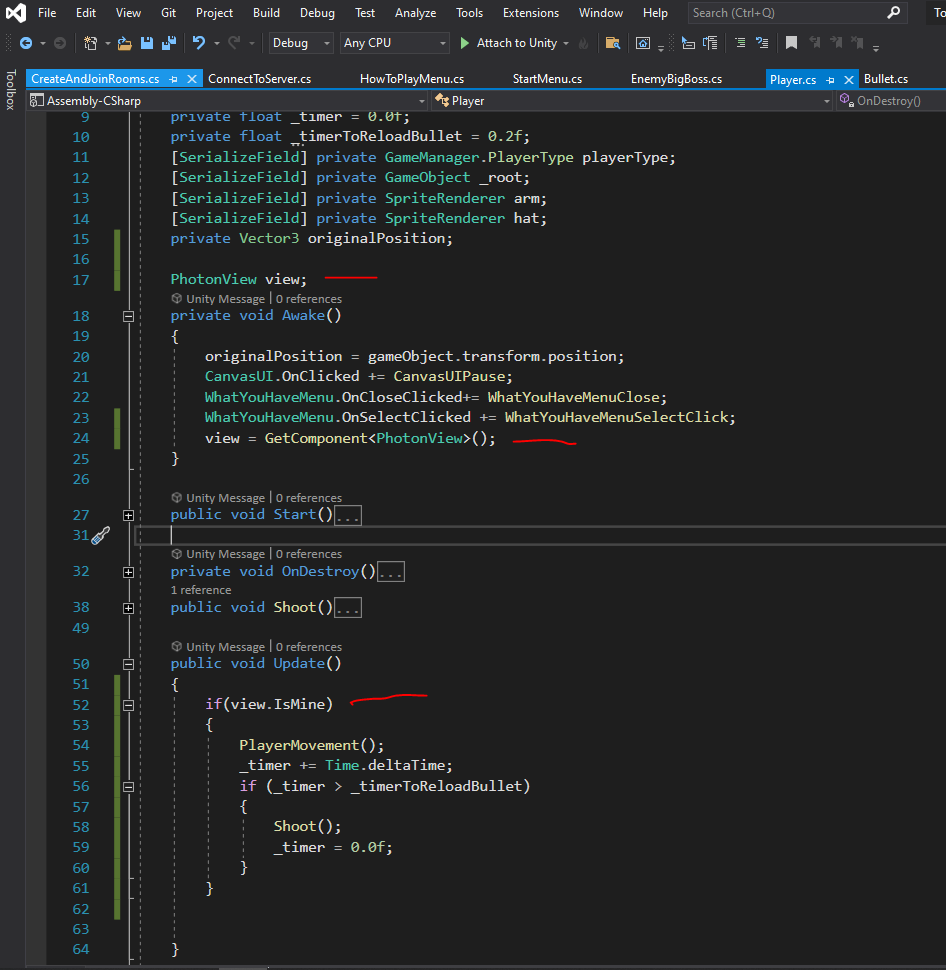 File Edit View Git Project Build Debug Test Analyze Tools Extensions Window Help Search (Ctrl+Q) To
Debug Any CPU Attach to Unity
Toolbox
CreateAndJoinRooms.cs ConnectToServer.cs HowToPlayMenu.cs StartMenu.cs EnemyBigBoss.cs Player.cs Bullet.cs
Assembly-CSharp Player OnDestroy()
9 private float _timer = 0.0f;
10 private float _timerToReloadBullet = 0.2f;
11 [SerializeField] private GameManager.PlayerType playerType;
12 [SerializeField] private GameObject _root;
13 [SerializeField] private SpriteRenderer arm;
14 [SerializeField] private SpriteRenderer hat;
15 private Vector3 originalPosition;
16
17 PhotonView view;
Unity Message | 0 references
18 private void Awake()
19 {
20 originalPosition = gameObject.transform.position;
21 CanvasUI.OnClicked += CanvasUIPause;
22 WhatYouHaveMenu.OnCloseClicked+= WhatYouHaveMenuClose;
23 WhatYouHaveMenu.OnSelectClicked += WhatYouHaveMenuSelectClick;
24 view = GetComponent<PhotonView>();
25 }
26
Unity Message | 0 references
27 public void Start()...
31
Unity Message | 0 references
32 private void OnDestroy()...
1 reference
38 public void Shoot()...
49
Unity Message | 0 references
50 public void Update()
51 {
52 if(view.IsMine)
53 {
54 PlayerMovement();
55 _timer += Time.deltaTime;
56 if (_timer > _timerToReloadBullet)
57 {
58 Shoot();
59 _timer = 0.0f;
60 }
61 }
62
63
64 }